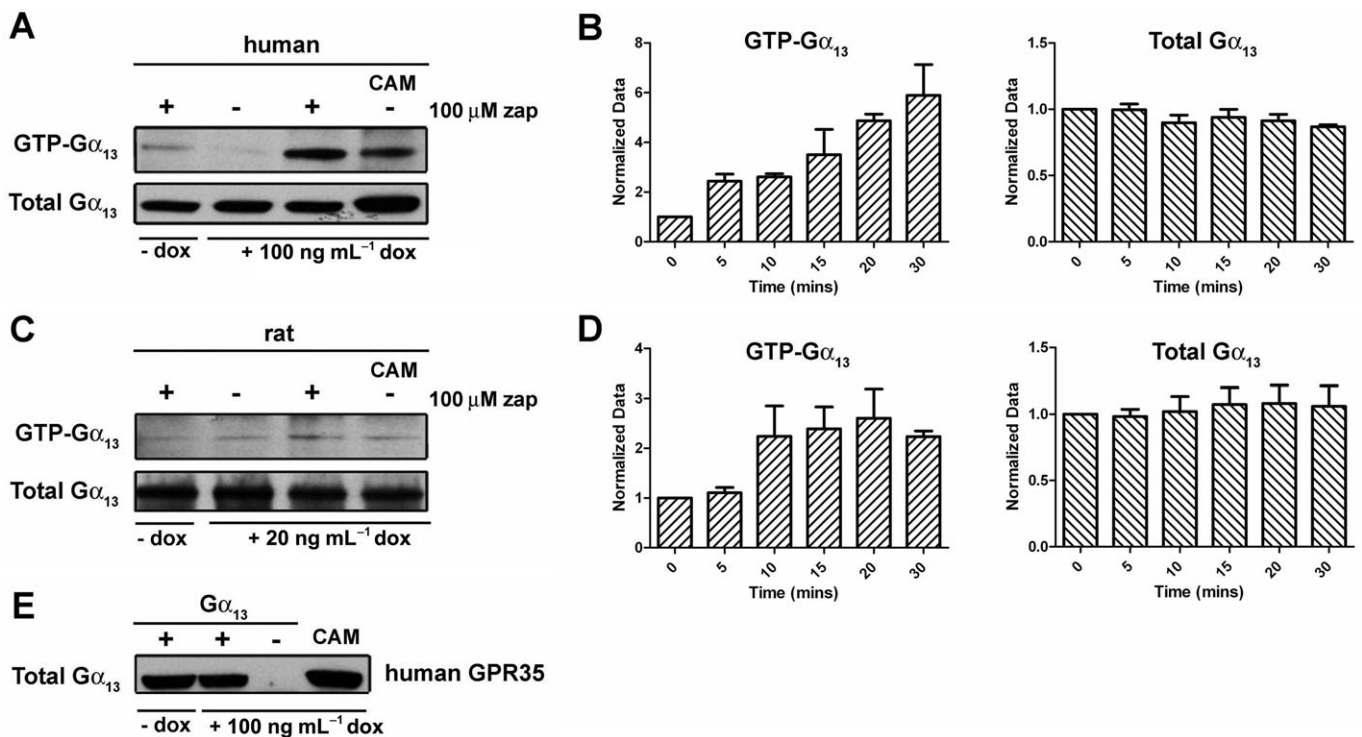 A
human
CAM
+ - + - 100 μM zap
GTP-Gα13
Total Gα13
- dox + 100 ng mL−1 dox
B
GTP-Gα13
Normalized Data
8
6
4
2
0
0 5 10 15 20 30
Time (mins)
Total Gα13
Normalized Data
1.5
1.0
0.5
0.0
0 5 10 15 20 30
Time (mins)
C
rat
CAM
+ - + - 100 μM zap
GTP-Gα13
Total Gα13
- dox + 20 ng mL−1 dox
D
GTP-Gα13
Normalized Data
4
3
2
1
0
0 5 10 15 20 30
Time (mins)
Total Gα13
Normalized Data
1.5
1.0
0.5
0.0
0 5 10 15 20 30
Time (mins)
E
Gα13
+ + - CAM
Total Gα13 human GPR35
- dox + 100 ng mL−1 dox